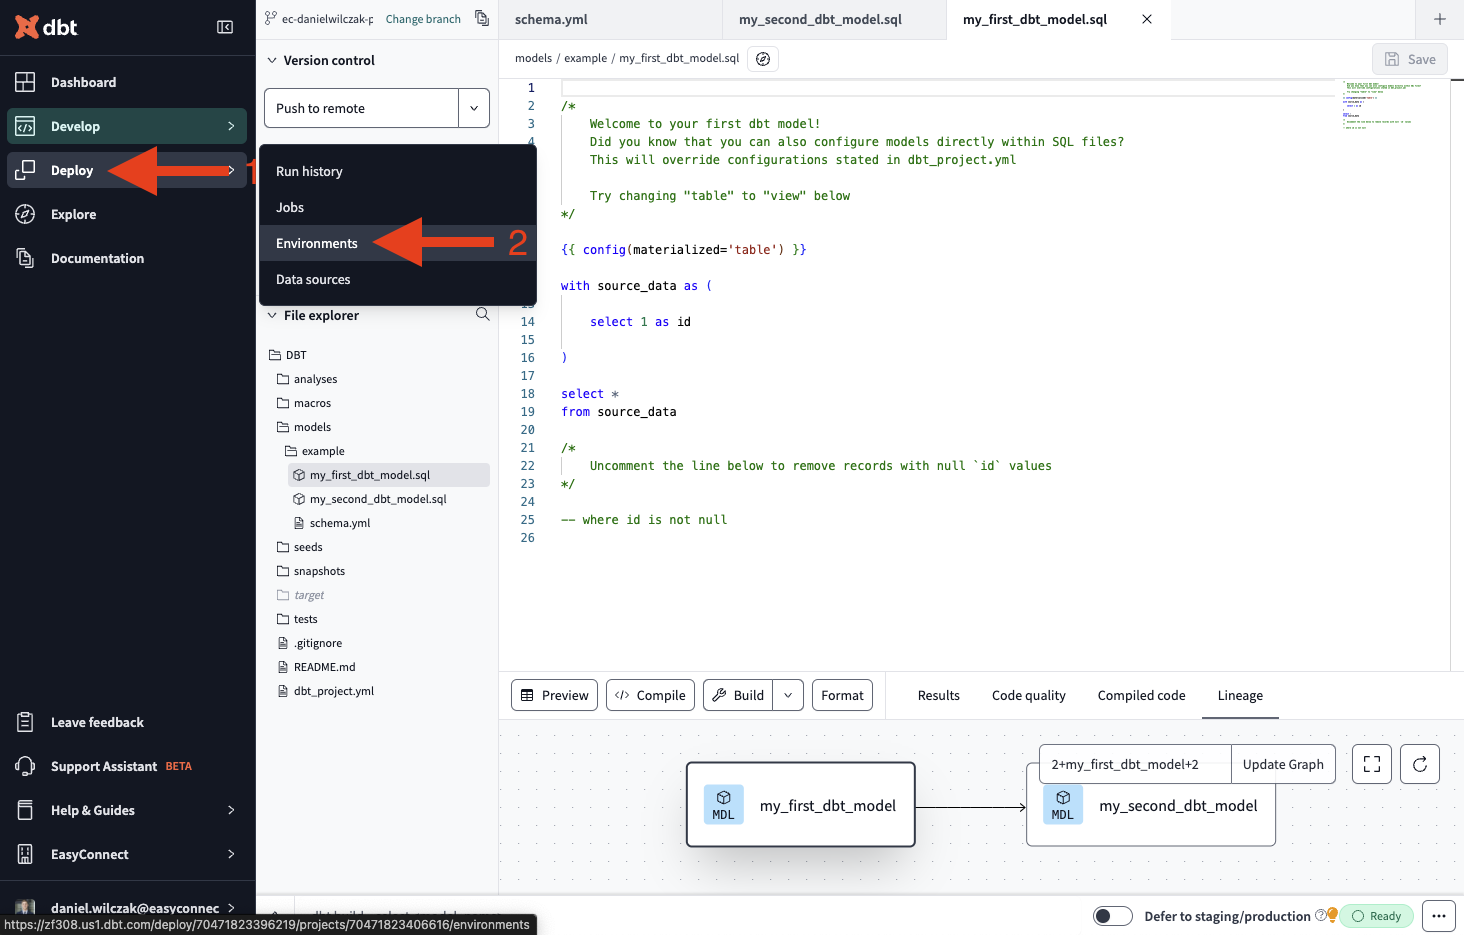 dbt
Dashboard
Develop
Deploy
1
Explore
Documentation
Leave feedback
Support Assistant BETA
Help & Guides
EasyConnect
daniel.wilczak@easyconnec
https://zf308.us1.dbt.com/deploy/70471823396219/projects/70471823406616/environments
ec-danielwilczak-p Change branch
Version control
Push to remote
Run history
Jobs
Environments 2
Data sources
File explorer
DBT
analyses
macros
models
example
my_first_dbt_model.sql
my_second_dbt_model.sql
schema.yml
seeds
snapshots
target
tests
.gitignore
README.md
dbt_project.yml
schema.yml my_second_dbt_model.sql my_first_dbt_model.sql
models / example / my_first_dbt_model.sql
Save
1
2 /*
3 Welcome to your first dbt model!
4 Did you know that you can also configure models directly within SQL files?
This will override configurations stated in dbt_project.yml
Try changing "table" to "view" below
*/
{{ config(materialized='table') }}
with source_data as (
13
14 select 1 as id
15
16 )
17
18 select *
19 from source_data
20
21 /*
22 Uncomment the line below to remove records with null `id` values
23 */
24
25 -- where id is not null
26
Preview Compile Build Format Results Code quality Compiled code Lineage
2+my_first_dbt_model+2 Update Graph
MDL my_first_dbt_model
MDL my_second_dbt_model
Defer to staging/production Ready